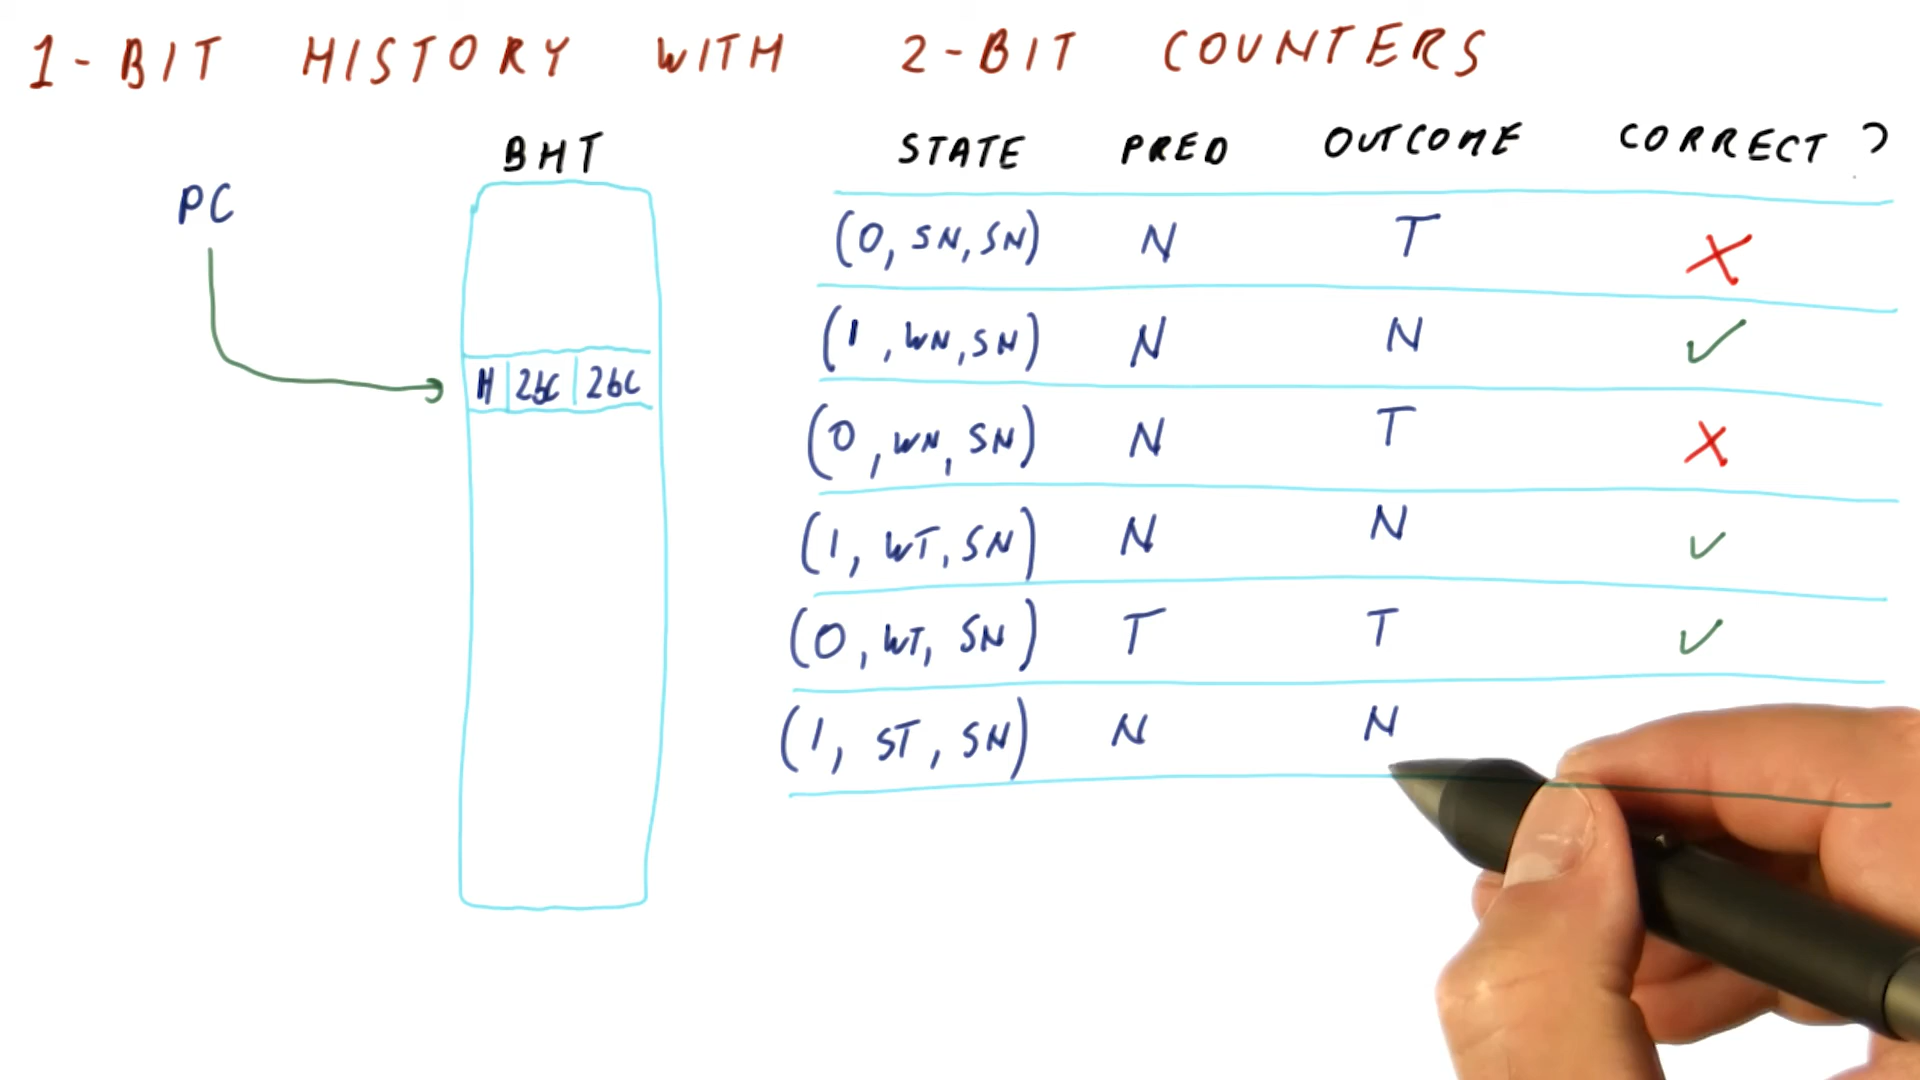 1-BIT HISTORY WITH 2-BIT COUNTERS
BHT
PC
H 2bC 2bC
STATE PRED OUTCOME CORRECT ?
(0, SN, SN) N T ✗
(1, WN, SN) N N ✓
(0, WN, SN) N T ✗
(1, WT, SN) N N ✓
(0, WT, SN) T T ✓
(1, ST, SN) N N